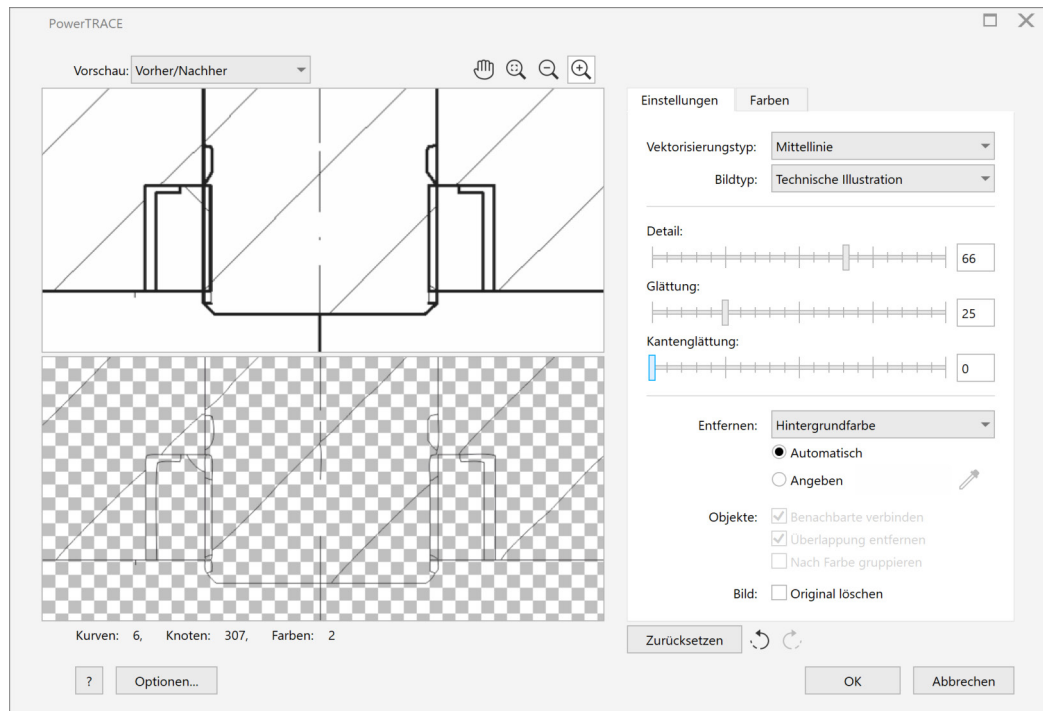 PowerTRACE
Vorschau: Vorher/Nachher
Einstellungen Farben
Vektorisierungstyp: Mittellinie
Bildtyp: Technische Illustration
Detail:
66
Glättung:
25
Kantenglättung:
0
Entfernen: Hintergrundfarbe
Automatisch
Angeben
Objekte: Benachbarte verbinden
Überlappung entfernen
Nach Farbe gruppieren
Bild: Original löschen
Kurven: 6, Knoten: 307, Farben: 2
Zurücksetzen
? Optionen... OK Abbrechen